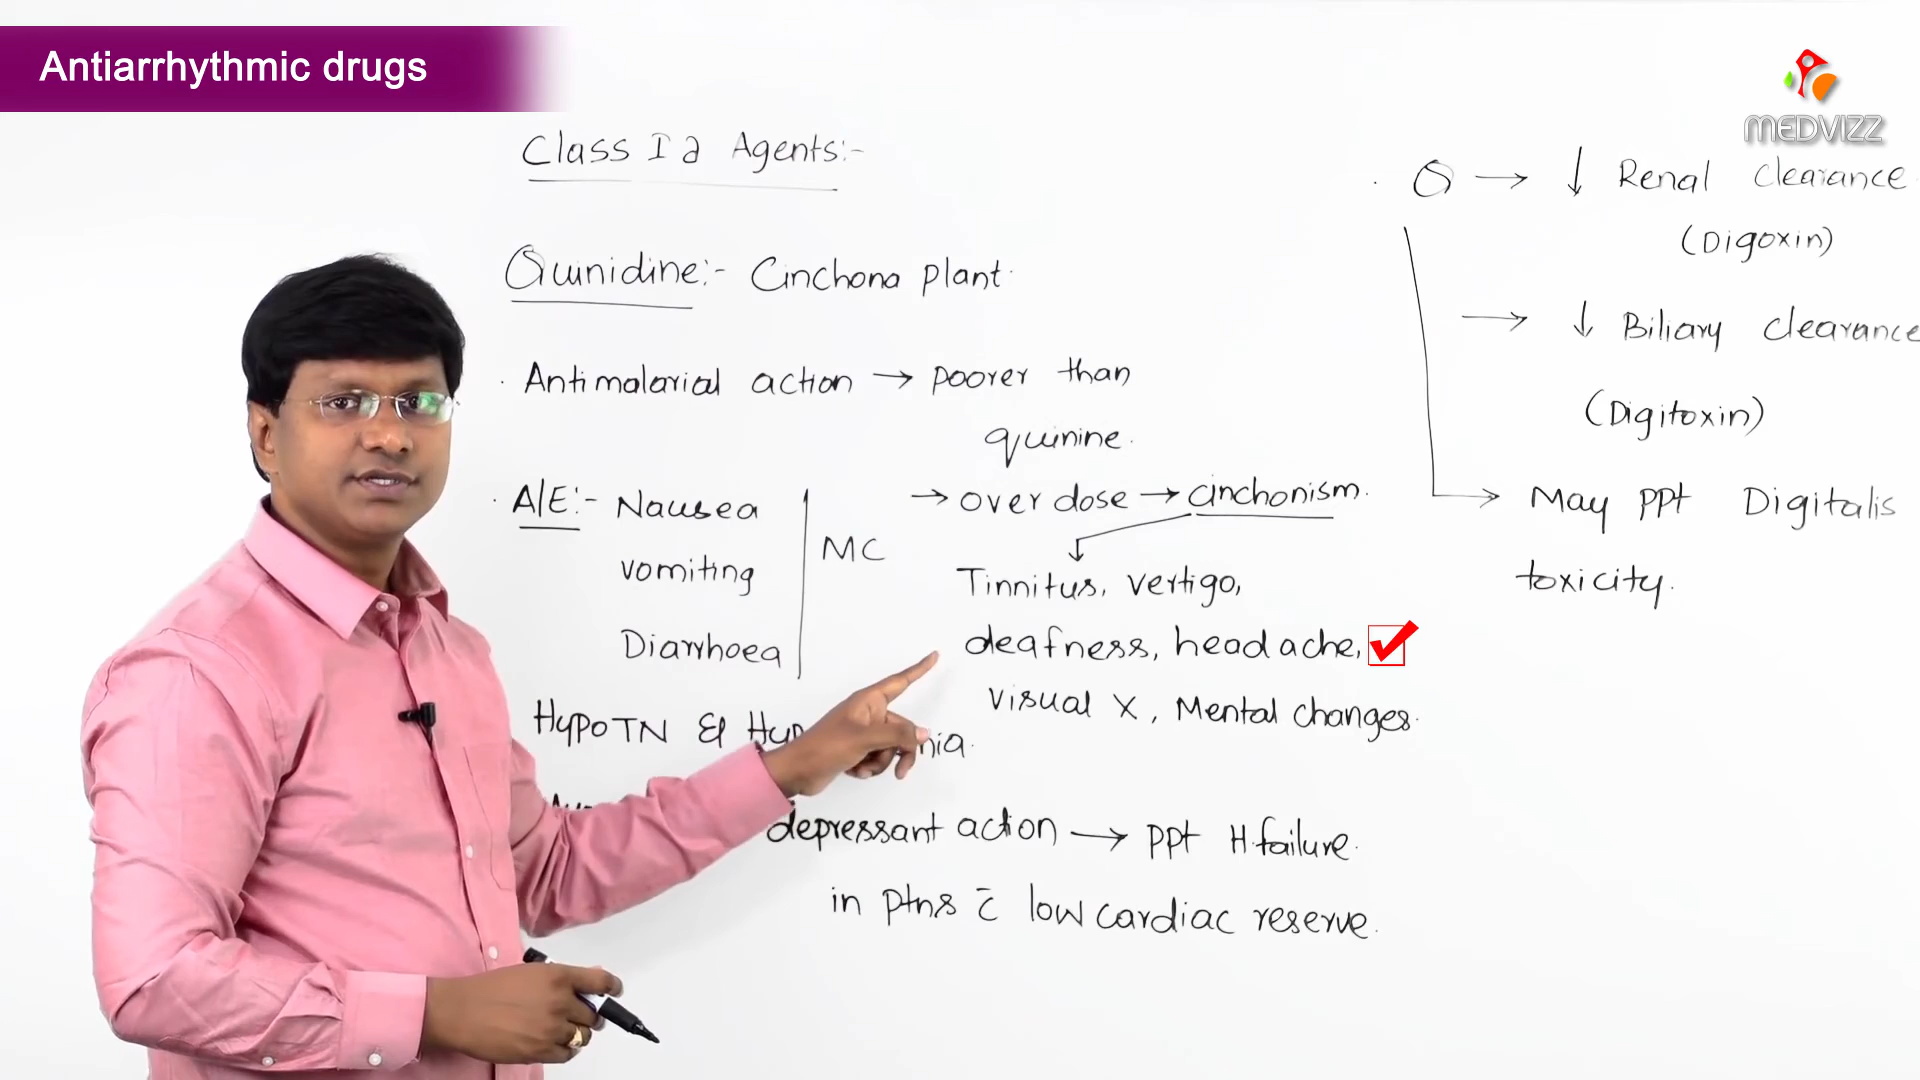 Antiarrhythmic drugs
MEDVIZZ
Class Ia Agents:-
Quinidine:- Cinchona plant.
. Antimalarial action → poorer than
quinine.
. A/E:- Nausea
vomiting
Diarrhoea
MC
→ over dose → cinchonism.
Tinnitus, vertigo,
deafness, headache,
visual X, Mental changes.
HypoTN &
depressant action → ppt H.failure.
in ptns c̄ low cardiac reserve.
. Q → ↓ Renal clearance
(Digoxin)
→ ↓ Biliary clearance
(Digitoxin)
→ May ppt Digitalis
toxicity.